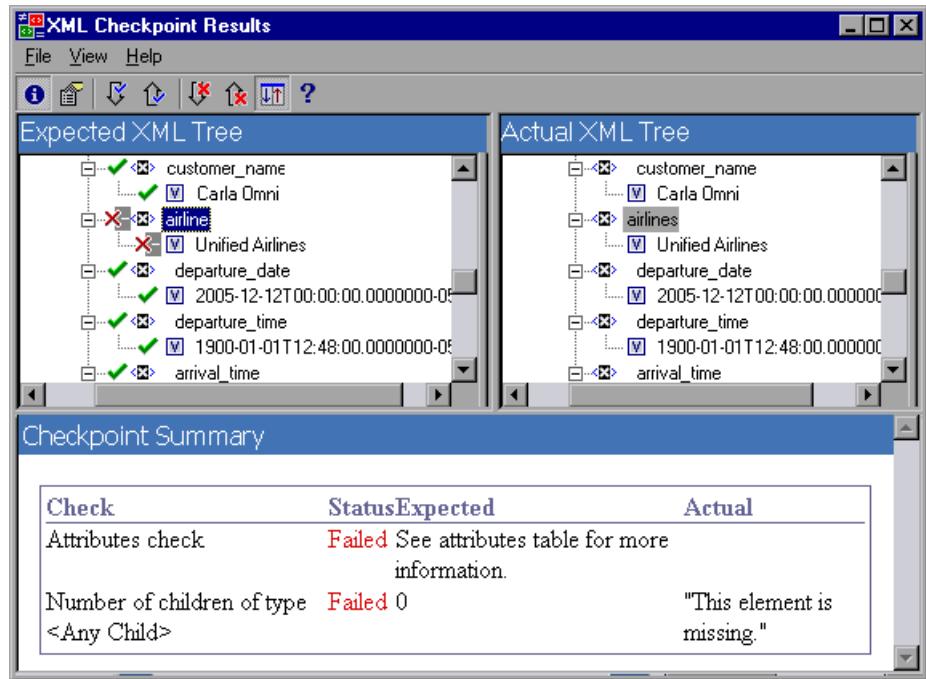 XML Checkpoint Results
File View Help
Expected XML Tree
customer_name
Carla Omni
airline
Unified Airlines
departure_date
2005-12-12T00:00:00.0000000-05
departure_time
1900-01-01T12:48:00.0000000-05
arrival_time
Actual XML Tree
customer_name
Carla Omni
airlines
Unified Airlines
departure_date
2005-12-12T00:00:00.000000
departure_time
1900-01-01T12:48:00.000000
arrival_time
Checkpoint Summary
Check Status Expected Actual
Attributes check Failed See attributes table for more
information.
Number of children of type Failed 0 "This element is
<Any Child> missing."